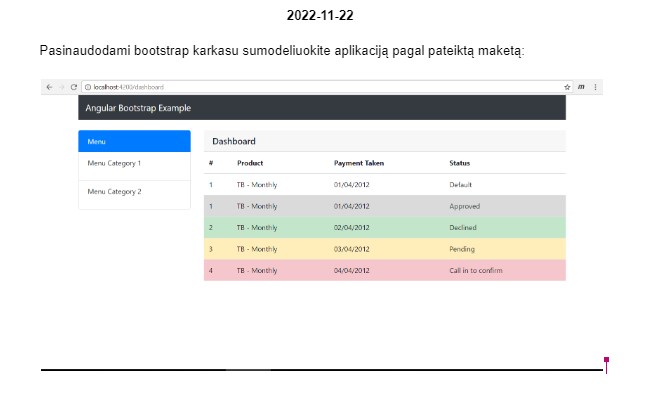 2022-11-22
Pasinaudodami bootstrap karkasu sumodeliuokite aplikaciją pagal pateiktą maketą:
localhost:4200/dashboard
Angular Bootstrap Example
Menu
Menu Category 1
Menu Category 2
Dashboard
# Product Payment Taken Status
1 TB - Monthly 01/04/2012 Default
1 TB - Monthly 01/04/2012 Approved
2 TB - Monthly 02/04/2012 Declined
3 TB - Monthly 03/04/2012 Pending
4 TB - Monthly 04/04/2012 Call in to confirm